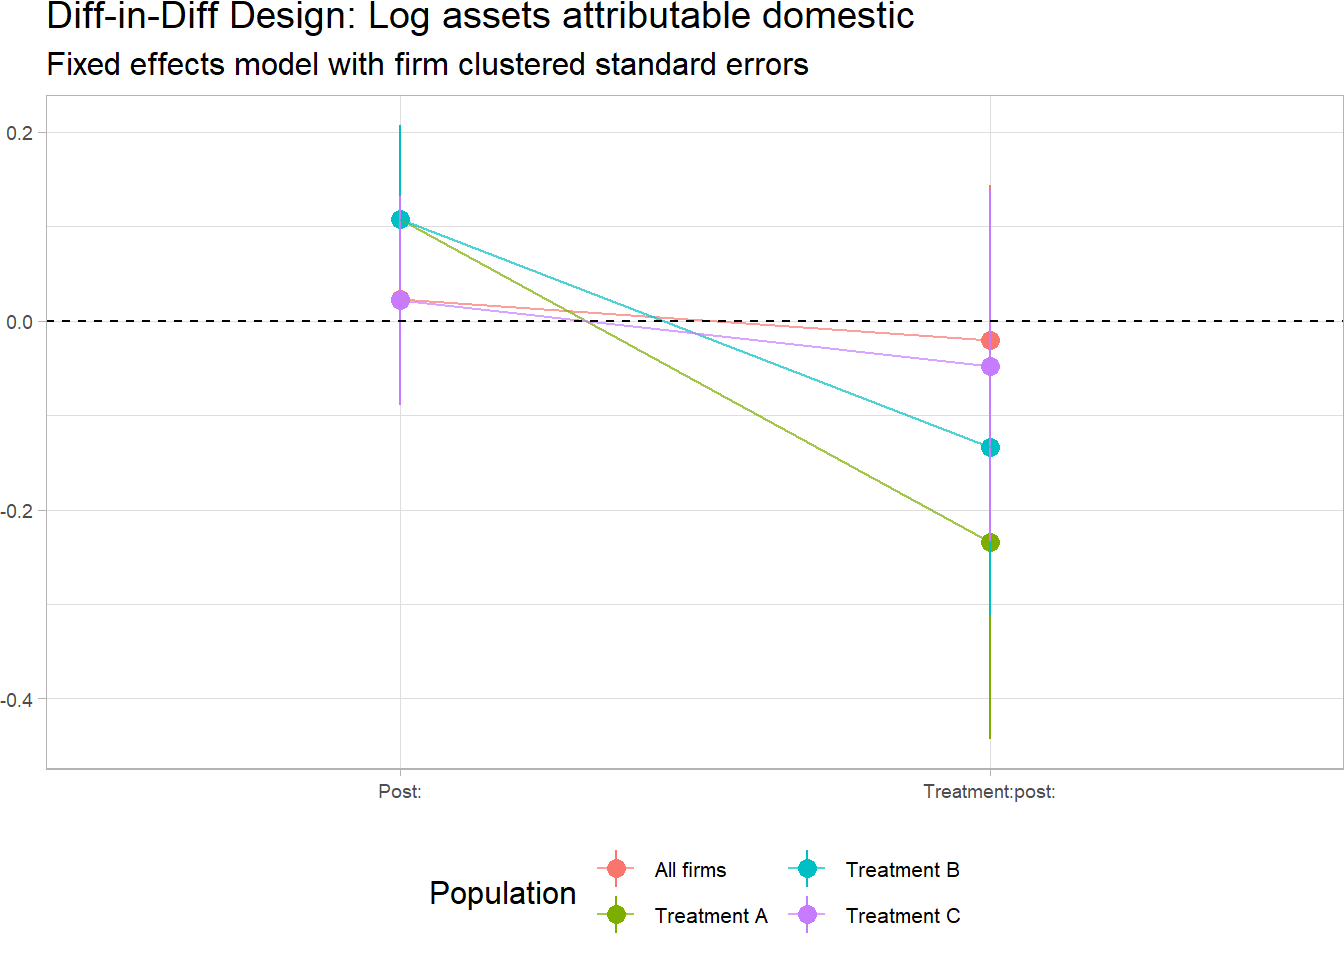 Diff-in-Diff Design: Log assets attributable domestic
Fixed effects model with firm clustered standard errors
0.2
0.0
-0.2
-0.4
Post:
Treatment:post:
Population
All firms
Treatment A
Treatment B
Treatment C